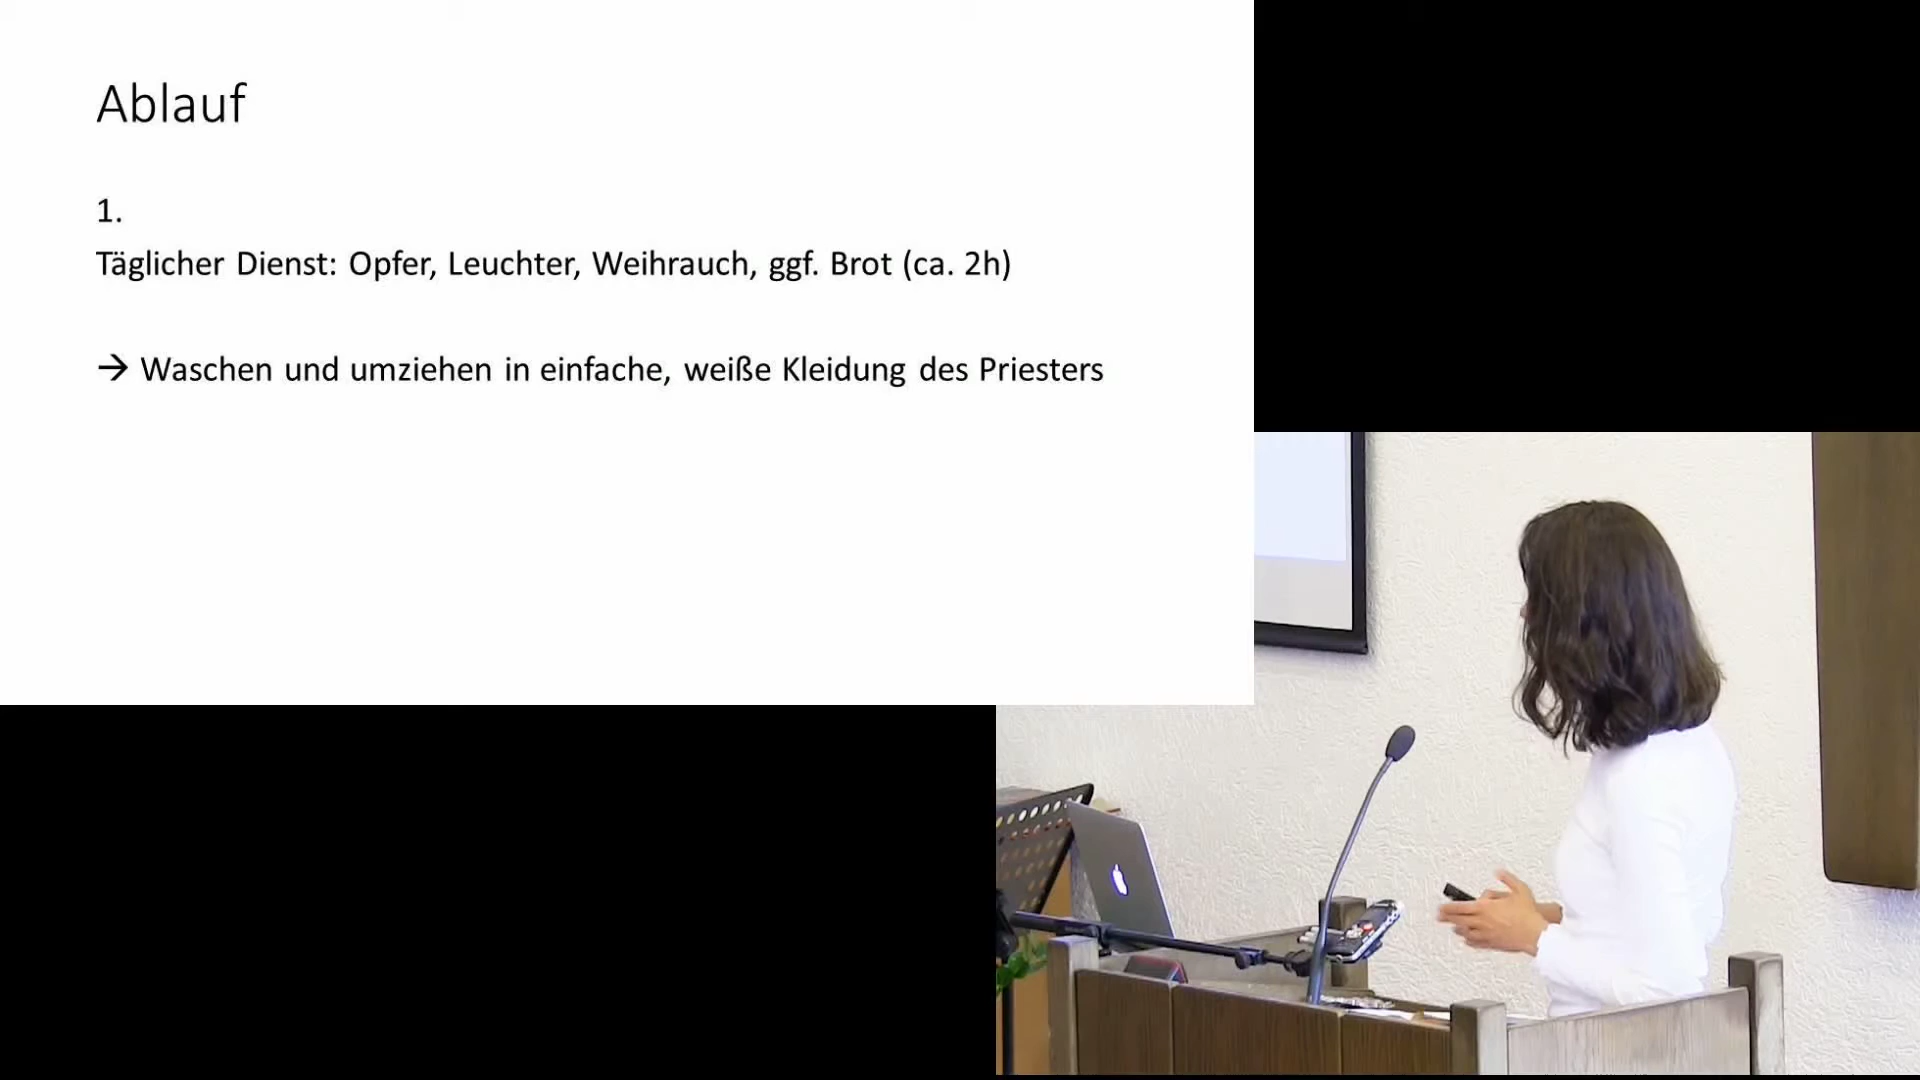 Ablauf
1.
Täglicher Dienst: Opfer, Leuchter, Weihrauch, ggf. Brot (ca. 2h)
→ Waschen und umziehen in einfache, weiße Kleidung des Priesters